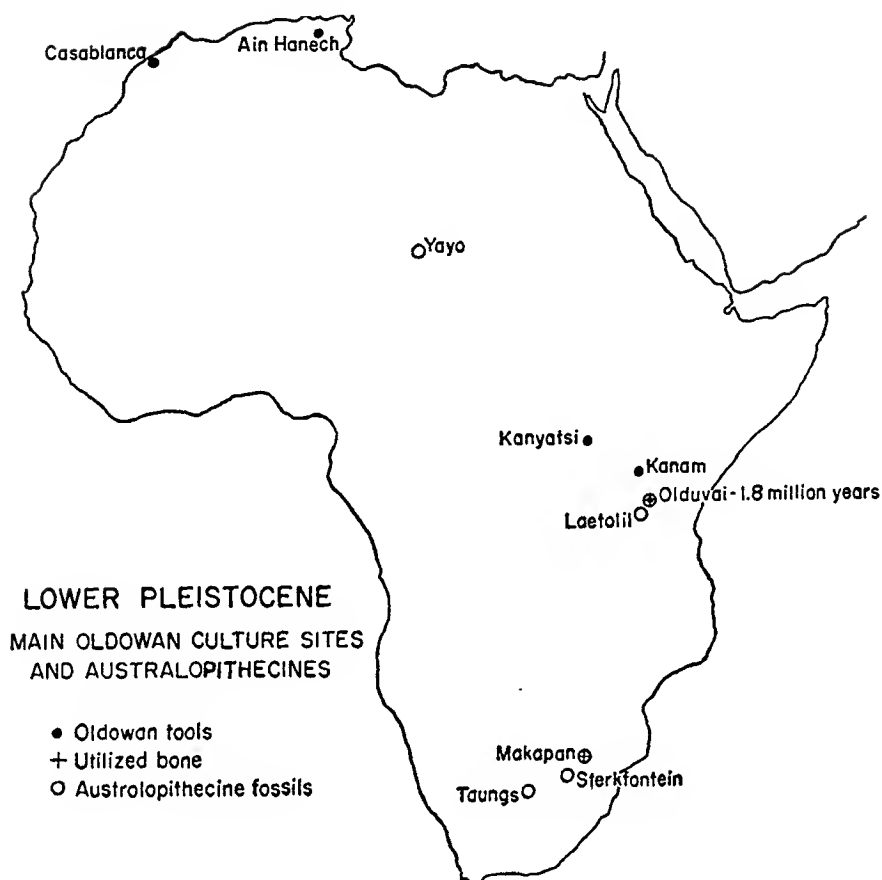 Casablanca
Ain Hanech
Yayo
Kanyatsi
Kanam
Olduvai-1.8 million years
Laetolil
LOWER PLEISTOCENE
MAIN OLDOWAN CULTURE SITES
AND AUSTRALOPITHECINES
Oldowan tools
Utilized bone
Australopithecine fossils
Makapan
Sterkfontein
Taungs